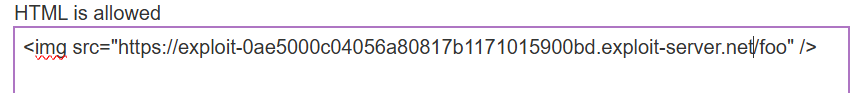 HTML is allowed
<img src="https://exploit-0ae5000c04056a80817b1171015900bd.exploit-server.net/foo" />